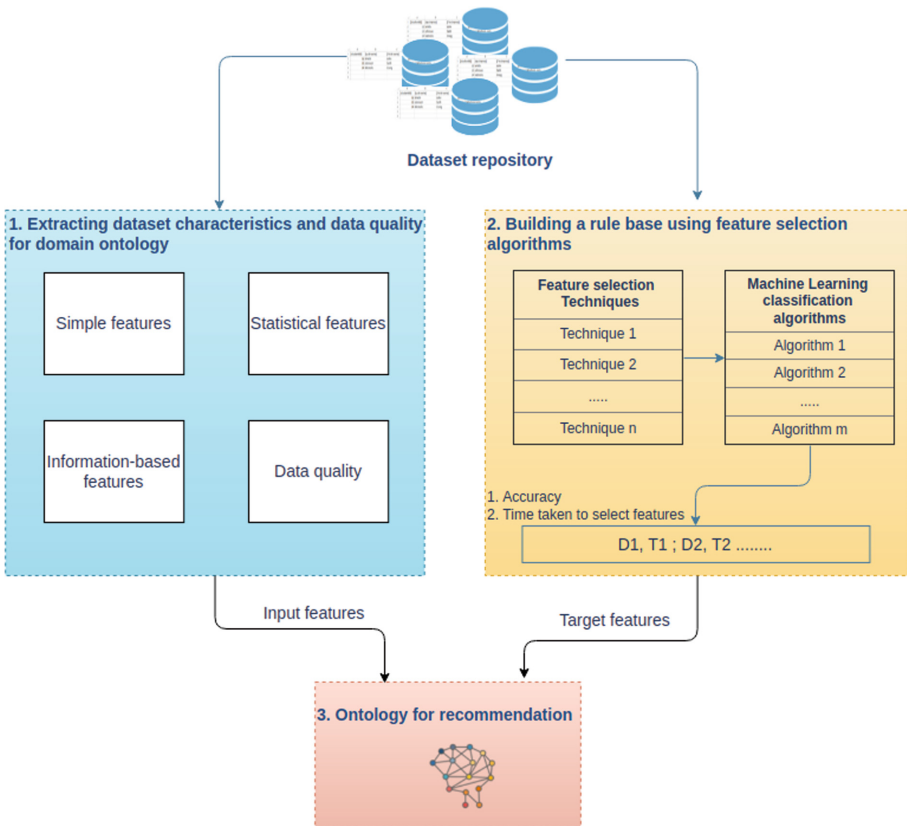 Dataset repository
1. Extracting dataset characteristics and data quality
for domain ontology
Simple features
Statistical features
Information-based
features
Data quality
2. Building a rule base using feature selection
algorithms
Feature selection
Techniques
Technique 1
Technique 2
.....
Technique n
Machine Learning
classification
algorithms
Algorithm 1
Algorithm 2
.....
Algorithm m
1. Accuracy
2. Time taken to select features
D1, T1 ; D2, T2 ........
Input features
Target features
3. Ontology for recommendation